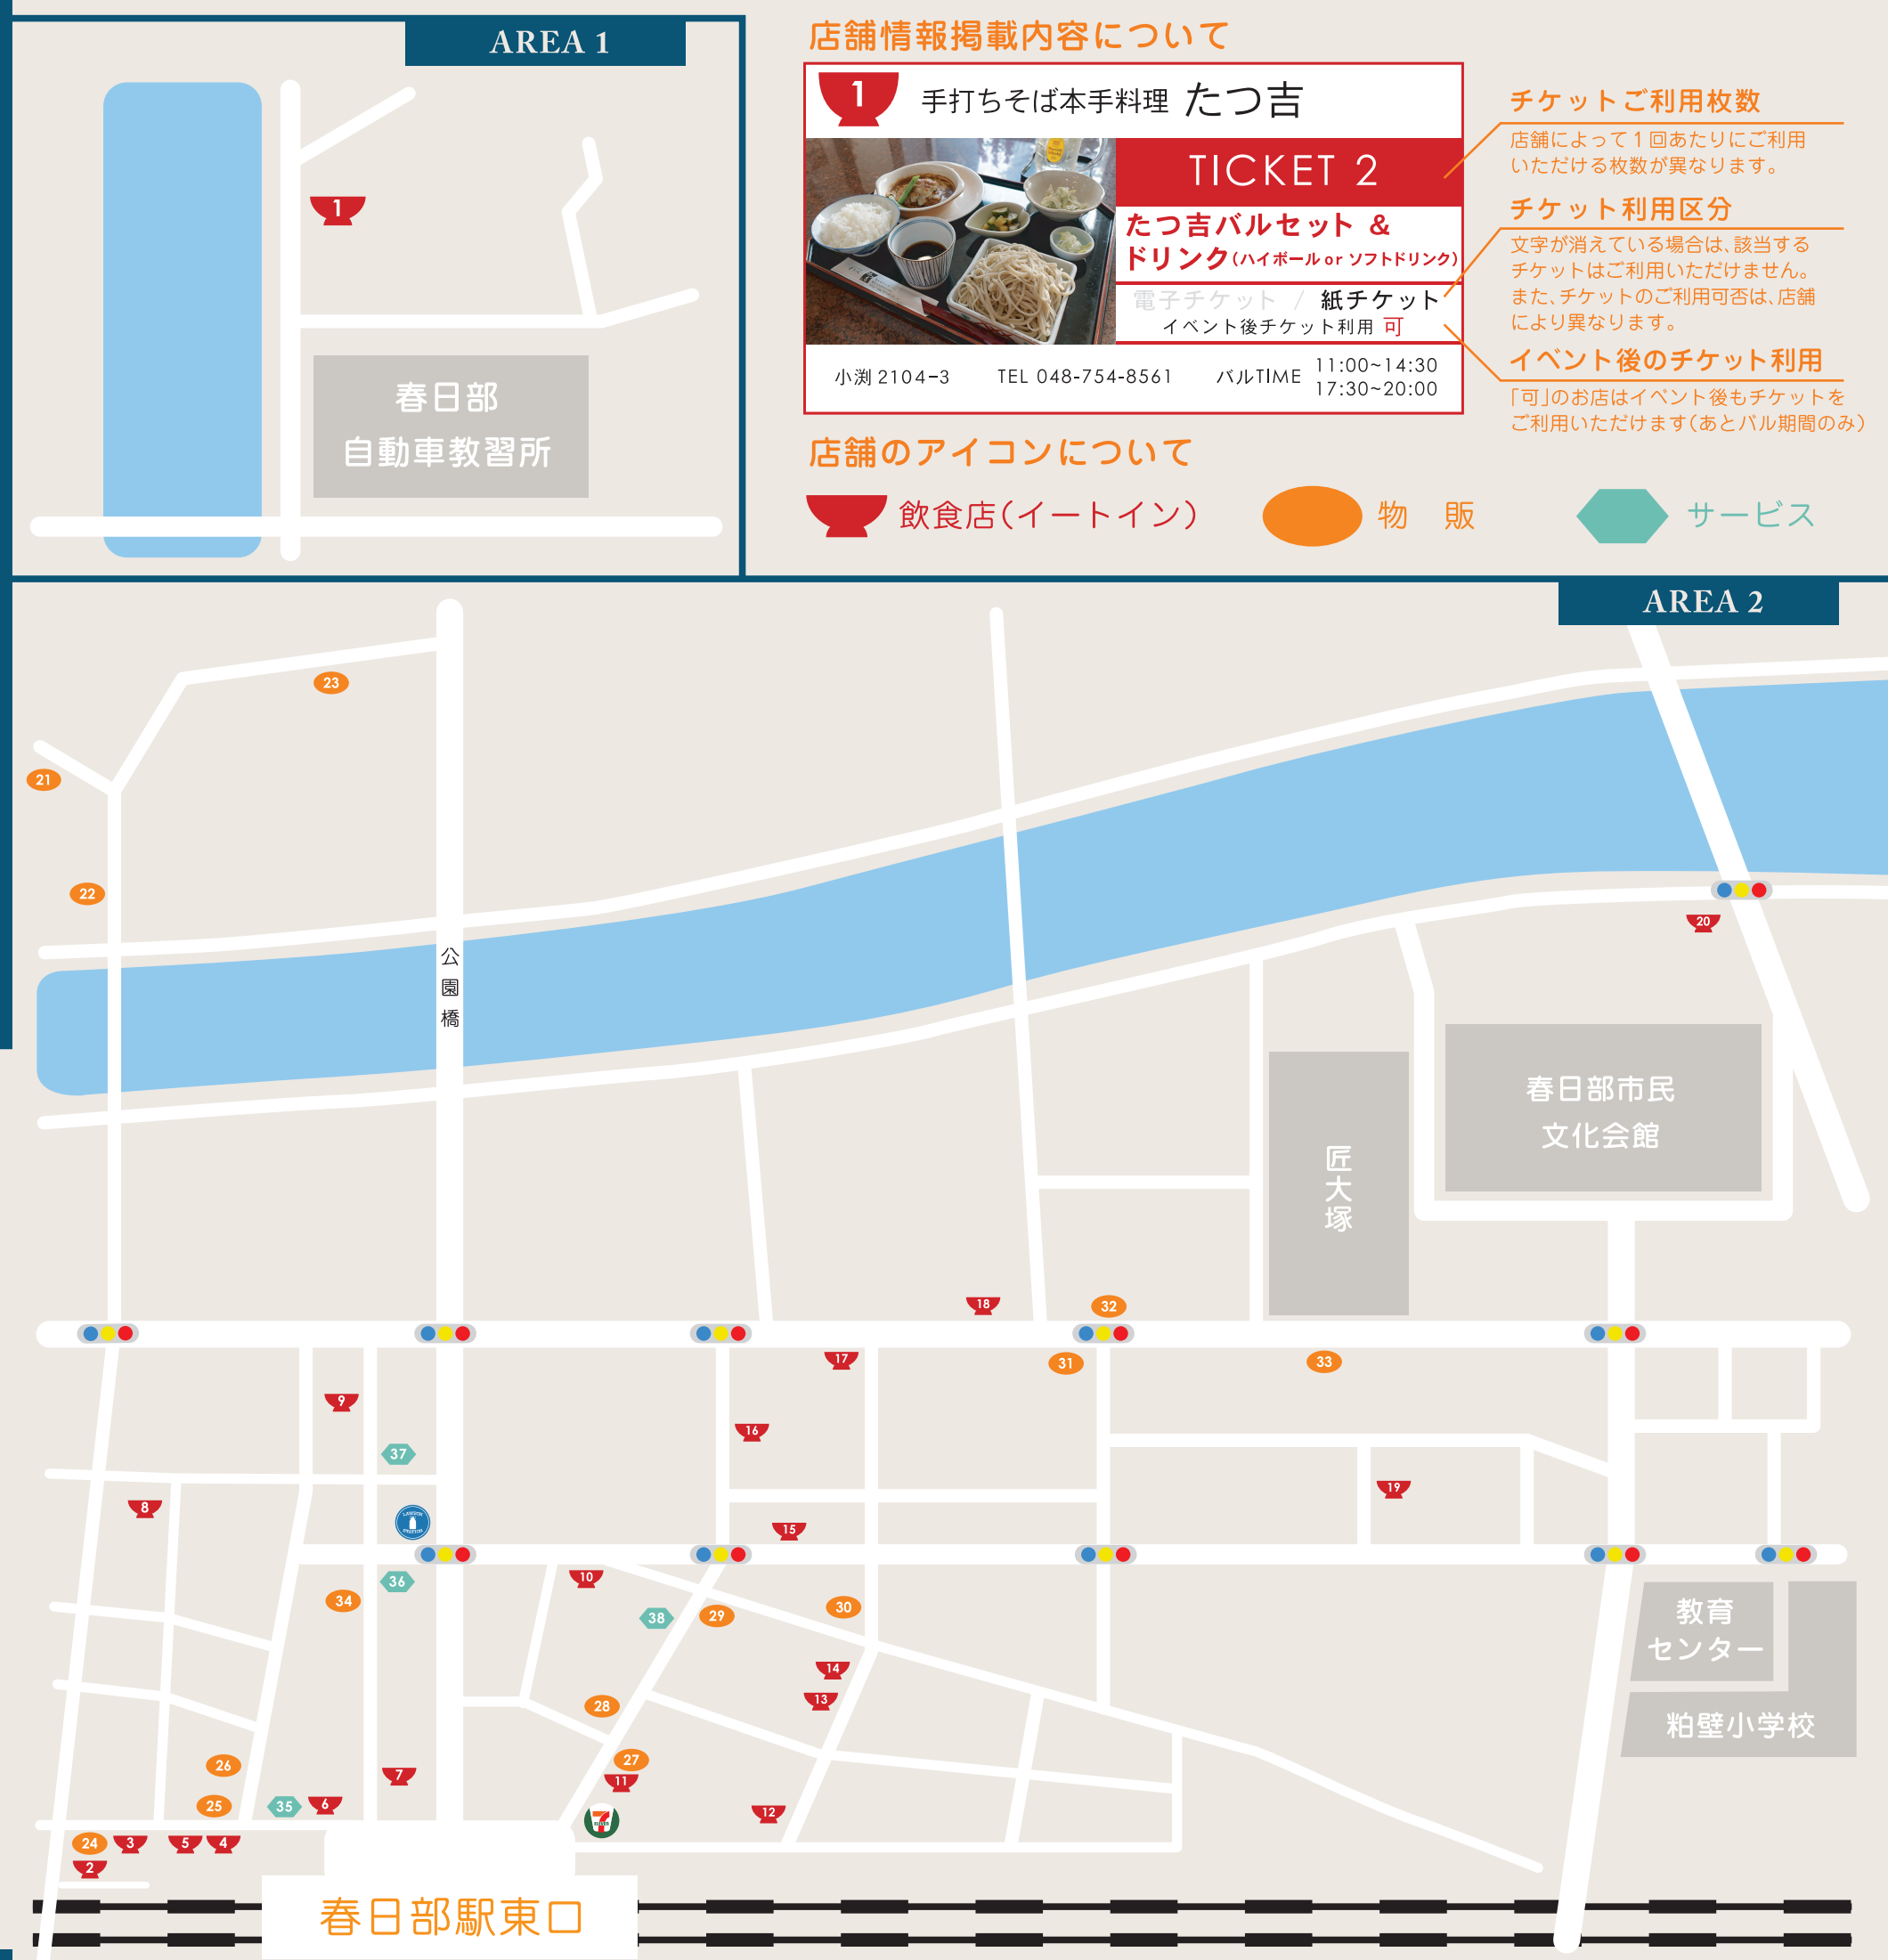 AREA 1
1
春日部
自動車教習所
店舗情報掲載内容について
1
手打ちそば本手料理 たつ吉
TICKET 2
たつ吉バルセット &
ドリンク(ハイボール or ソフトドリンク)
電子チケット / 紙チケット
イベント後チケット利用 可
小渕 2104-3 TEL 048-754-8561 バルTIME 11:00~14:30
17:30~20:00
チケットご利用枚数
店舗によって1回あたりにご利用
いただける枚数が異なります。
チケット利用区分
文字が消えている場合は、該当する
チケットはご利用いただけません。
また、チケットのご利用可否は、店舗
により異なります。
イベント後のチケット利用
「可」のお店はイベント後もチケットを
ご利用いただけます(あとバル期間のみ)
店舗のアイコンについて
飲食店(イートイン)
物 販
サービス
AREA 2
23
21
22
20
公園橋
春日部市民
文化会館
匠大塚
18
32
17
31
33
9
16
37
19
8
15
10
36
34
38
29
30
14
13
28
教育
センター
粕壁小学校
27
26
7
11
25
35
6
12
7
ELEVEN
24
3
5
4
2
春日部駅東口